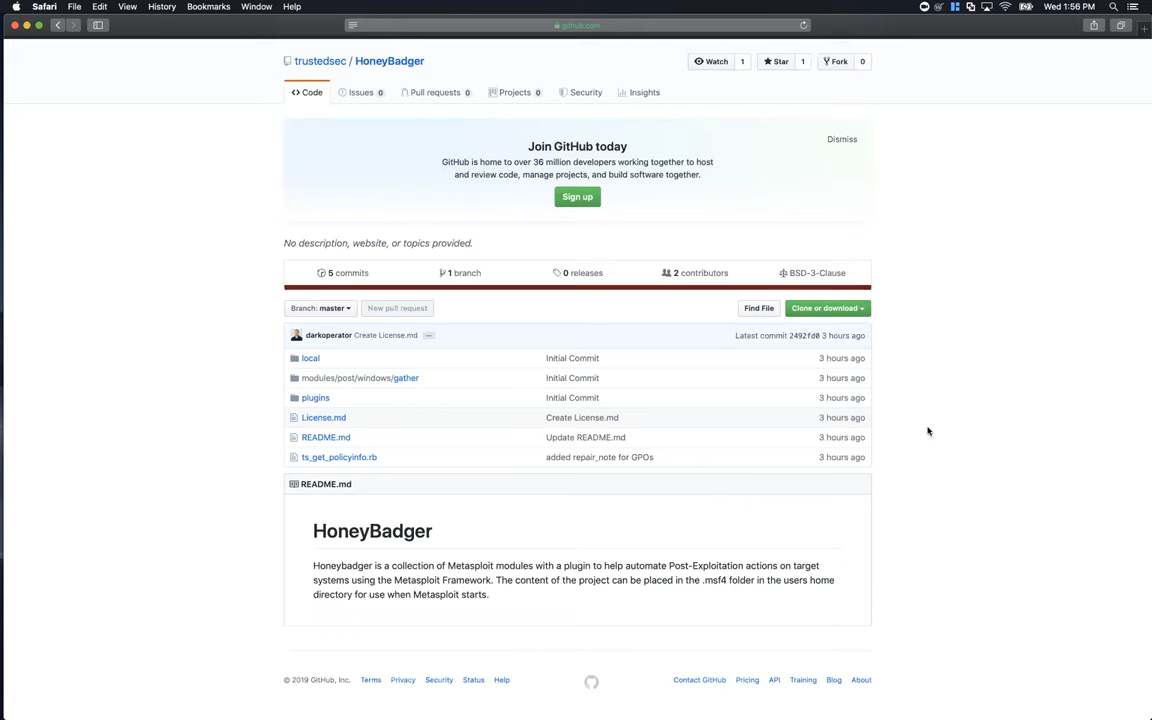 Safari File Edit View History Bookmarks Window Help Wed 1:56 PM
github.com
trustedsec / HoneyBadger Watch 1 Star 1 Fork 0
Code Issues 0 Pull requests 0 Projects 0 Security Insights
Dismiss
Join GitHub today
GitHub is home to over 36 million developers working together to host
and review code, manage projects, and build software together.
Sign up
No description, website, or topics provided.
5 commits 1 branch 0 releases 2 contributors BSD-3-Clause
Branch: master New pull request Find File Clone or download
darkoperator Create License.md Latest commit 2492fd0 3 hours ago
local Initial Commit 3 hours ago
modules/post/windows/gather Initial Commit 3 hours ago
plugins Initial Commit 3 hours ago
License.md Create License.md 3 hours ago
README.md Update README.md 3 hours ago
ts_get_policyinfo.rb added repair_note for GPOs 3 hours ago
README.md
HoneyBadger
Honeybadger is a collection of Metasploit modules with a plugin to help automate Post-Exploitation actions on target
systems using the Metasploit Framework. The content of the project can be placed in the .msf4 folder in the users home
directory for use when Metasploit starts.
© 2019 GitHub, Inc. Terms Privacy Security Status Help Contact GitHub Pricing API Training Blog About